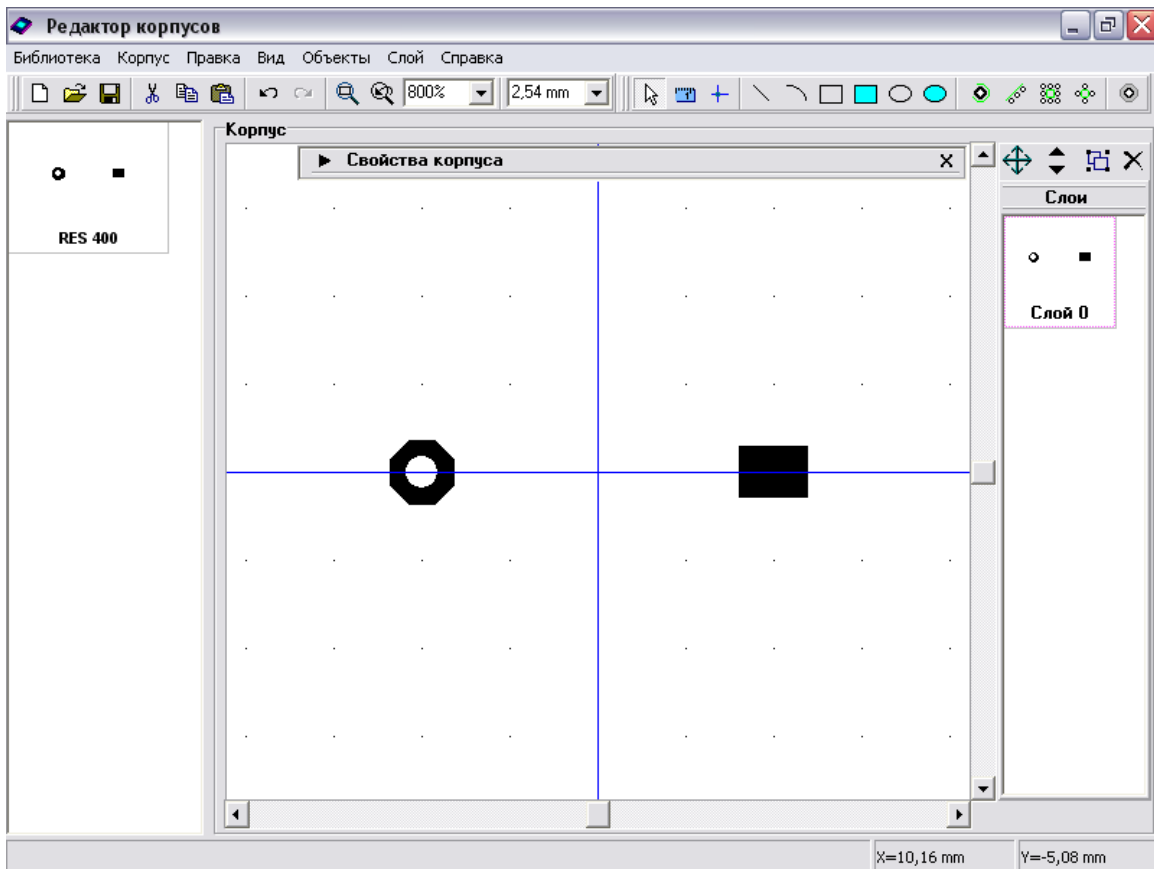 Редактор корпусов
Библиотека Корпус Правка Вид Объекты Слой Справка
800% 2,54 mm
Корпус
Свойства корпуса
RES 400
Слои
Слой 0
X=10,16 mm Y=-5,08 mm